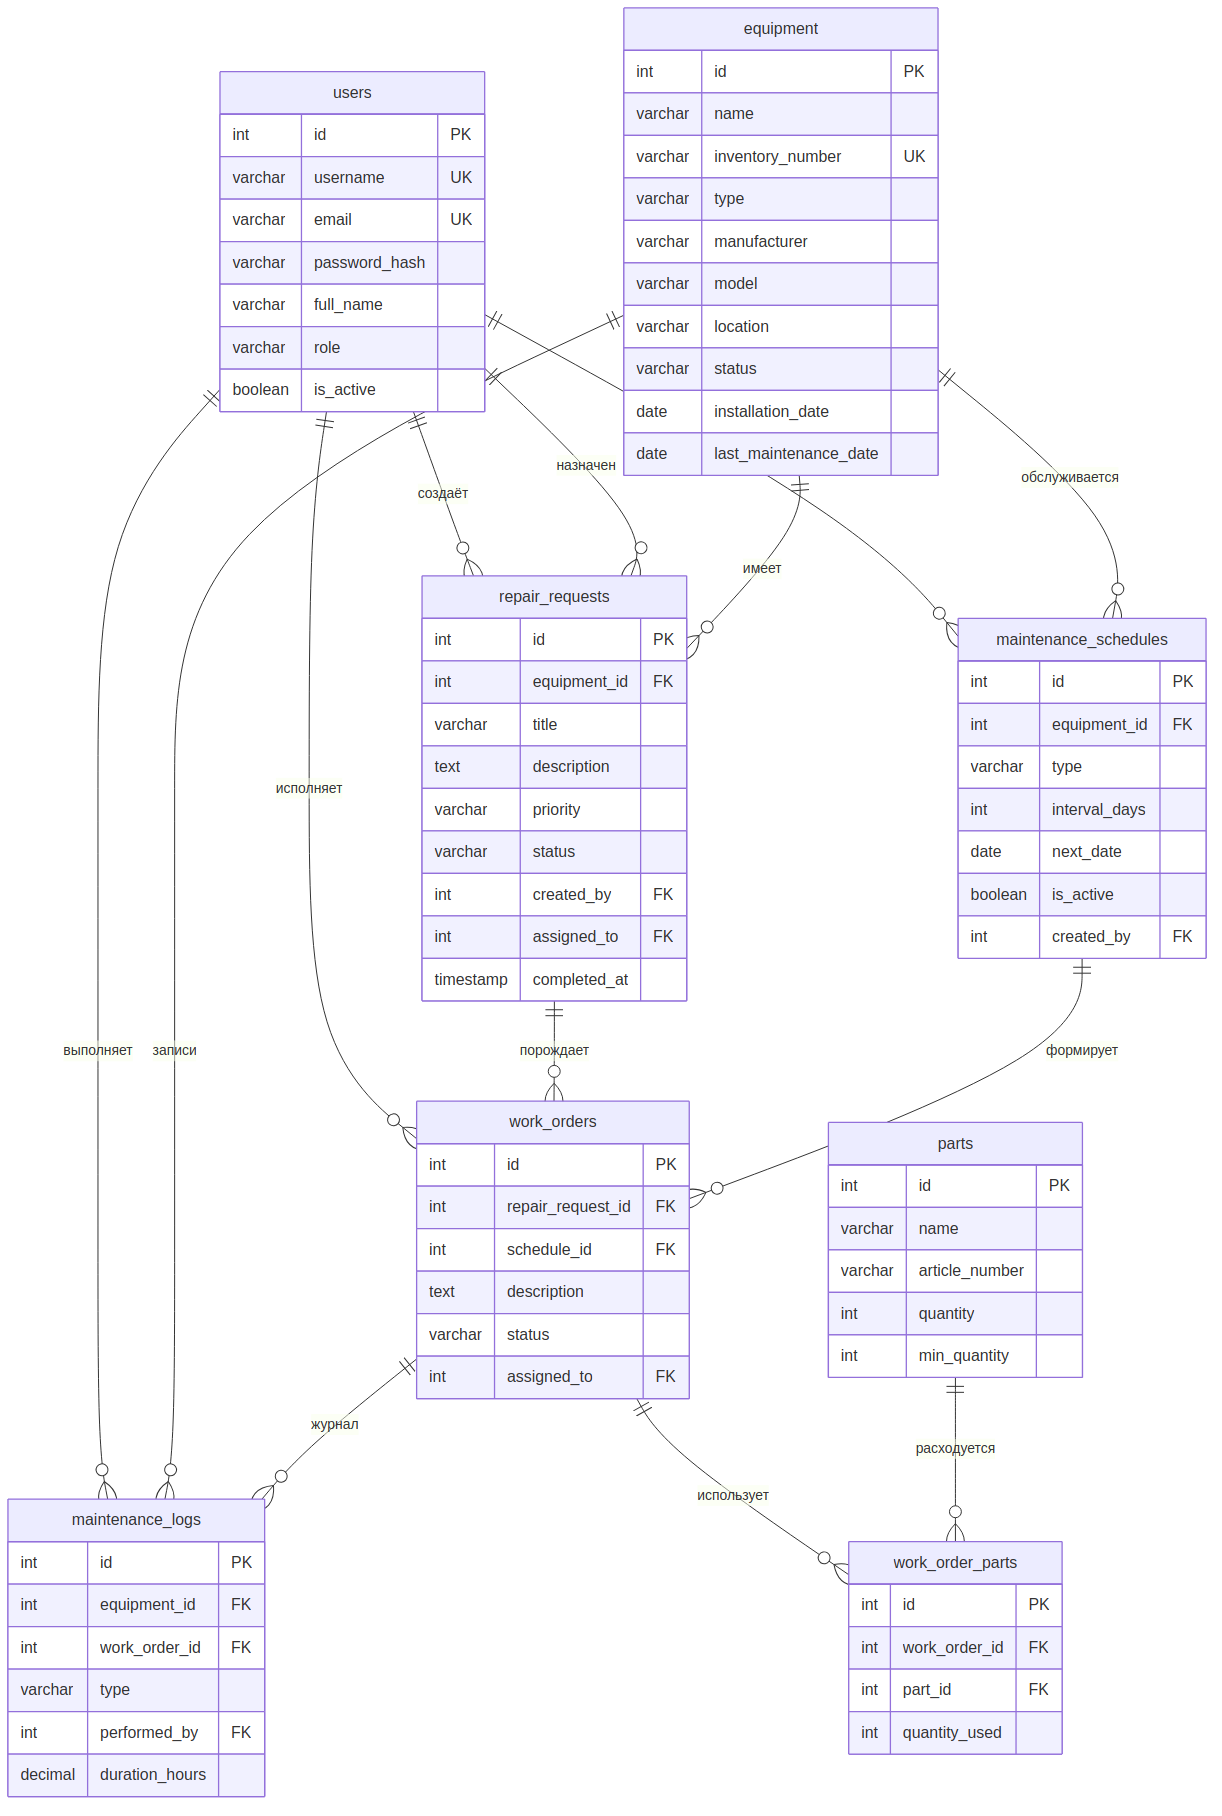 equipment
int id PK
varchar name
varchar inventory_number UK
varchar type
varchar manufacturer
varchar model
varchar location
varchar status
date installation_date
date last_maintenance_date
users
int id PK
varchar username UK
varchar email UK
varchar password_hash
varchar full_name
varchar role
boolean is_active
назначен
создаёт
обслуживается
имеет
repair_requests
int id PK
int equipment_id FK
varchar title
text description
varchar priority
varchar status
int created_by FK
int assigned_to FK
timestamp completed_at
maintenance_schedules
int id PK
int equipment_id FK
varchar type
int interval_days
date next_date
boolean is_active
int created_by FK
исполняет
выполняет
записи
порождает
формирует
work_orders
int id PK
int repair_request_id FK
int schedule_id FK
text description
varchar status
int assigned_to FK
parts
int id PK
varchar name
varchar article_number
int quantity
int min_quantity
журнал
расходуется
использует
maintenance_logs
int id PK
int equipment_id FK
int work_order_id FK
varchar type
int performed_by FK
decimal duration_hours
work_order_parts
int id PK
int work_order_id FK
int part_id FK
int quantity_used